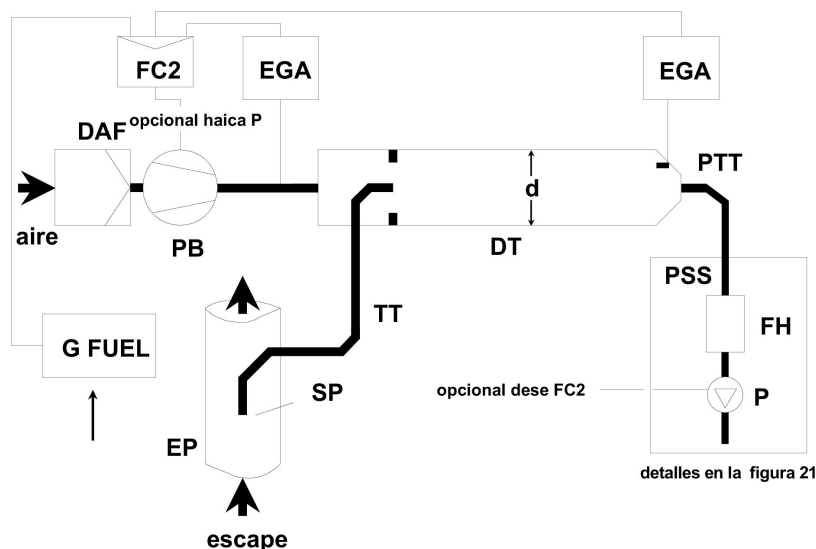 FC2
EGA
EGA
opcional haica P
DAF
PTT
d
aire
PB
DT
PSS
TT
FH
G FUEL
SP
opcional dese FC2
P
EP
detalles en la figura 21
escape